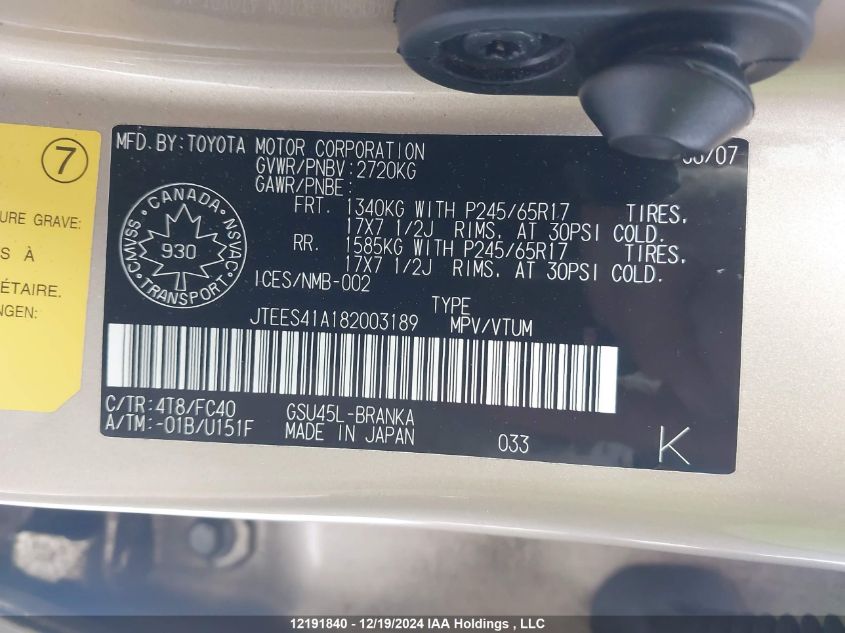 MFD. BY: TOYOTA MOTOR CORPORATION
/07
GVWR/PNBV: 2720KG
GAWR/PNBE:
FRT. 1340KG WITH P245/65R17 TIRES,
17X7 1/2J RIMS, AT 30PSI COLD.
RR. 1585KG WITH P245/65R17 TIRES,
17X7 1/2J RIMS, AT 30PSI COLD.
ICES/NMB-002
CANADA
CMVSS 930 NSVAC
TRANSPORT
TYPE
JTEES41A182003189 MPV/VTUM
C/TR: 4T8/FC40 GSU45L-BRANKA
A/TM: -01B/U151F MADE IN JAPAN
033 K
7
URE GRAVE:
S À
ÉTAIRE.
NGEN:
12191840 - 12/19/2024 IAA Holdings , LLC